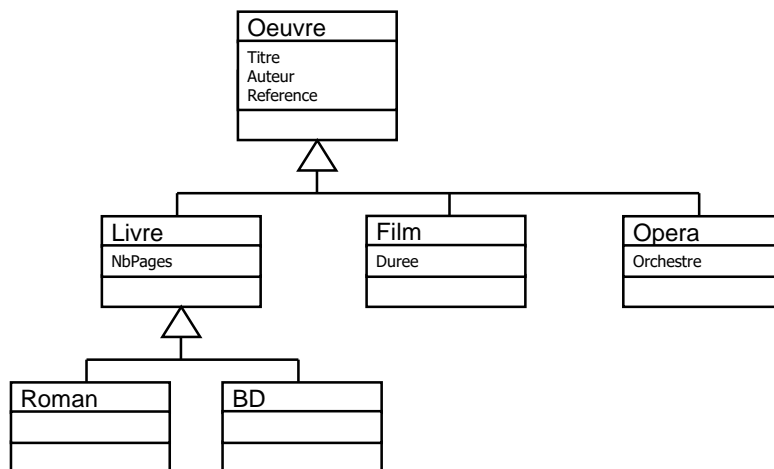 Oeuvre
Titre
Auteur
Reference
Livre
NbPages
Film
Duree
Opera
Orchestre
Roman
BD